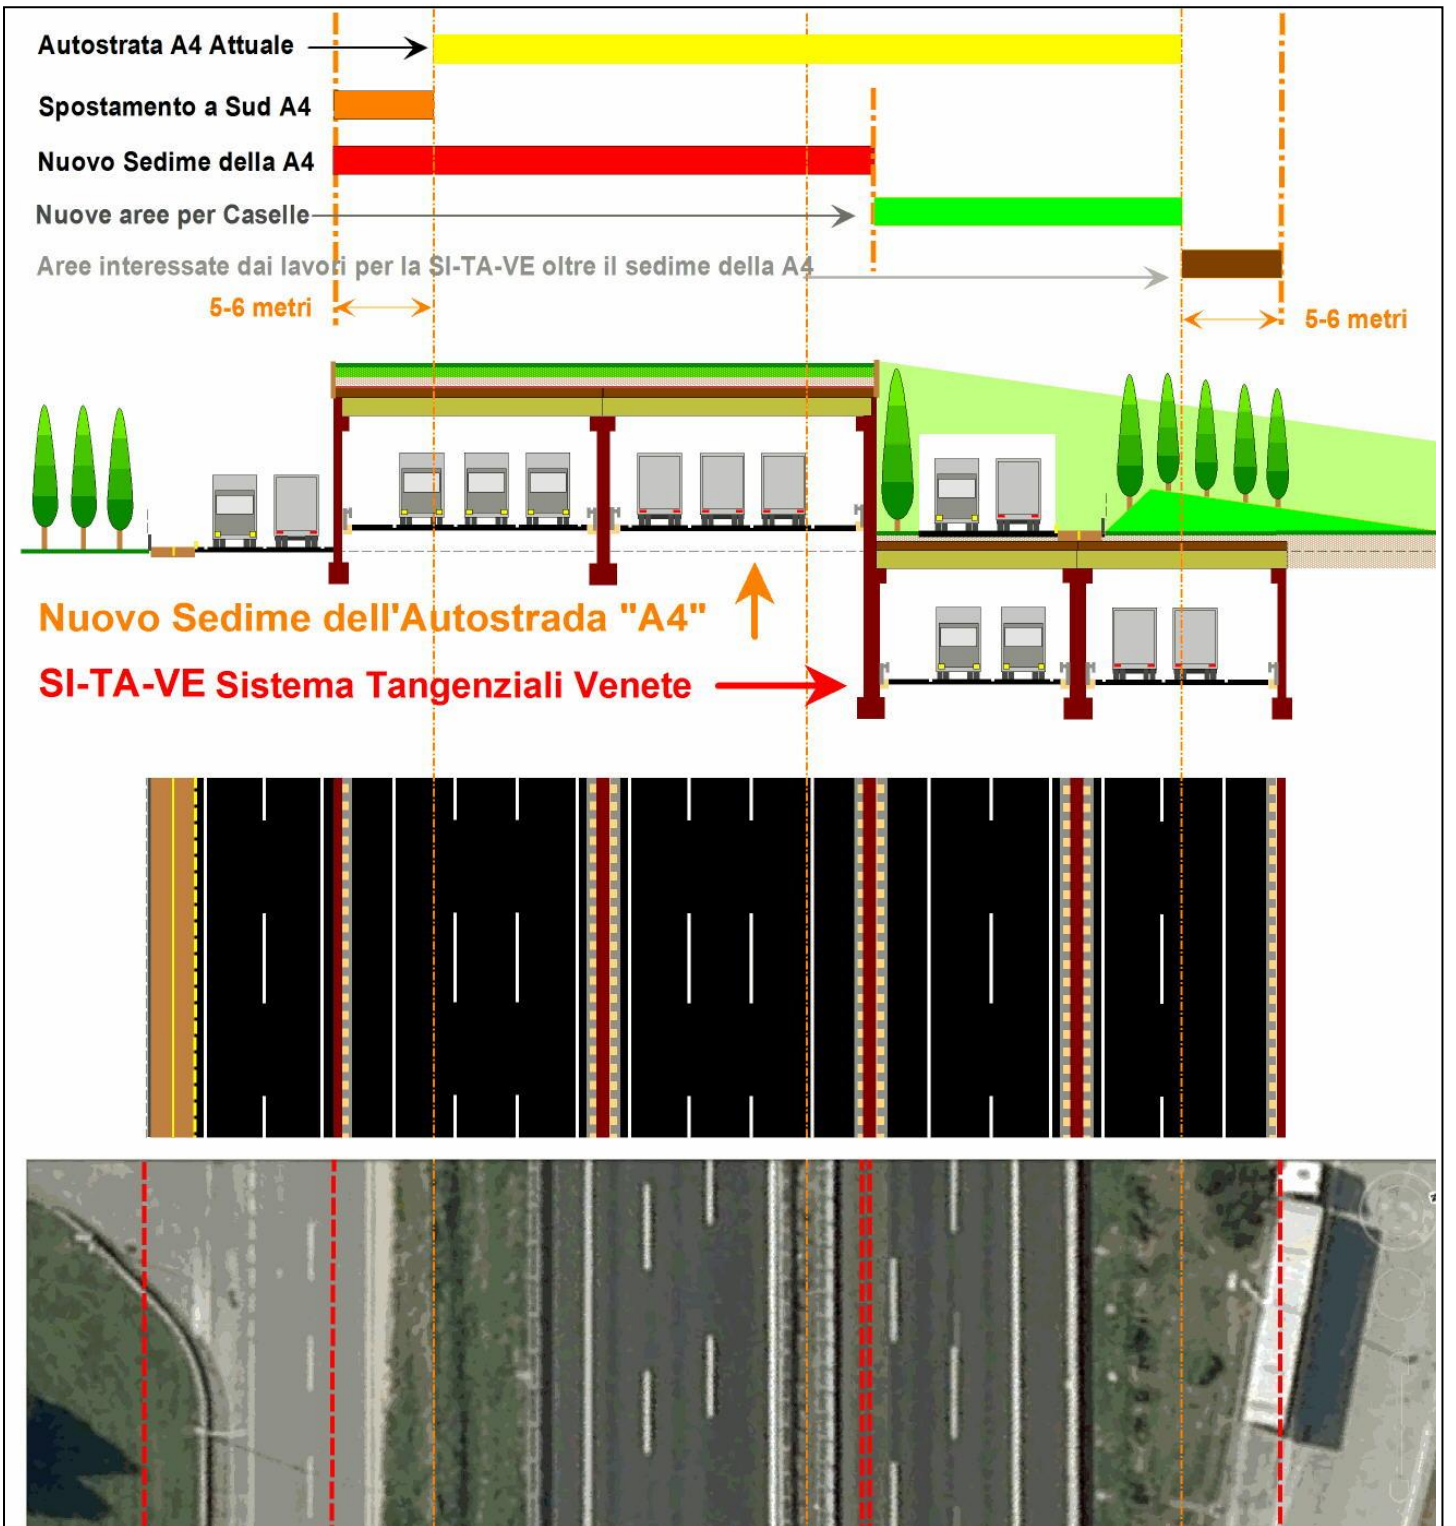 Autostrata A4 Attuale
Spostamento a Sud A4
Nuovo Sedime della A4
Nuove aree per Caselle
Aree interessate dai lavori per la SI-TA-VE oltre il sedime della A4
5-6 metri
5-6 metri
Nuovo Sedime dell'Autostrada "A4"
SI-TA-VE Sistema Tangenziali Venete